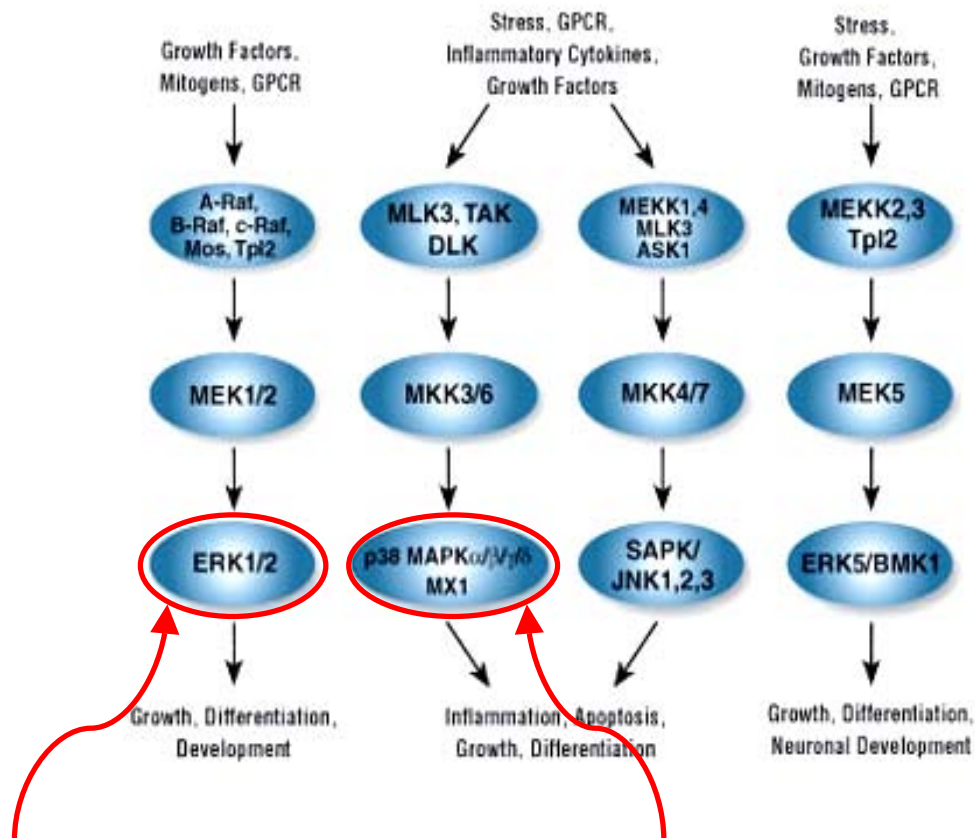 Growth Factors,
Mitogens, GPCR
Stress, GPCR,
Inflammatory Cytokines,
Growth Factors
Stress,
Growth Factors,
Mitogens, GPCR
A-Raf,
B-Raf, c-Raf,
Mos, Tpl2
MLK3, TAK
DLK
MEKK1,4
MLK3
ASK1
MEKK2,3
Tpl2
MEK1/2
MKK3/6
MKK4/7
MEK5
ERK1/2
p38 MAPKα/β/γ/δ
MX1
SAPK/
JNK1,2,3
ERK5/BMK1
Growth, Differentiation,
Development
Inflammation, Apoptosis,
Growth, Differentiation
Growth, Differentiation,
Neuronal Development